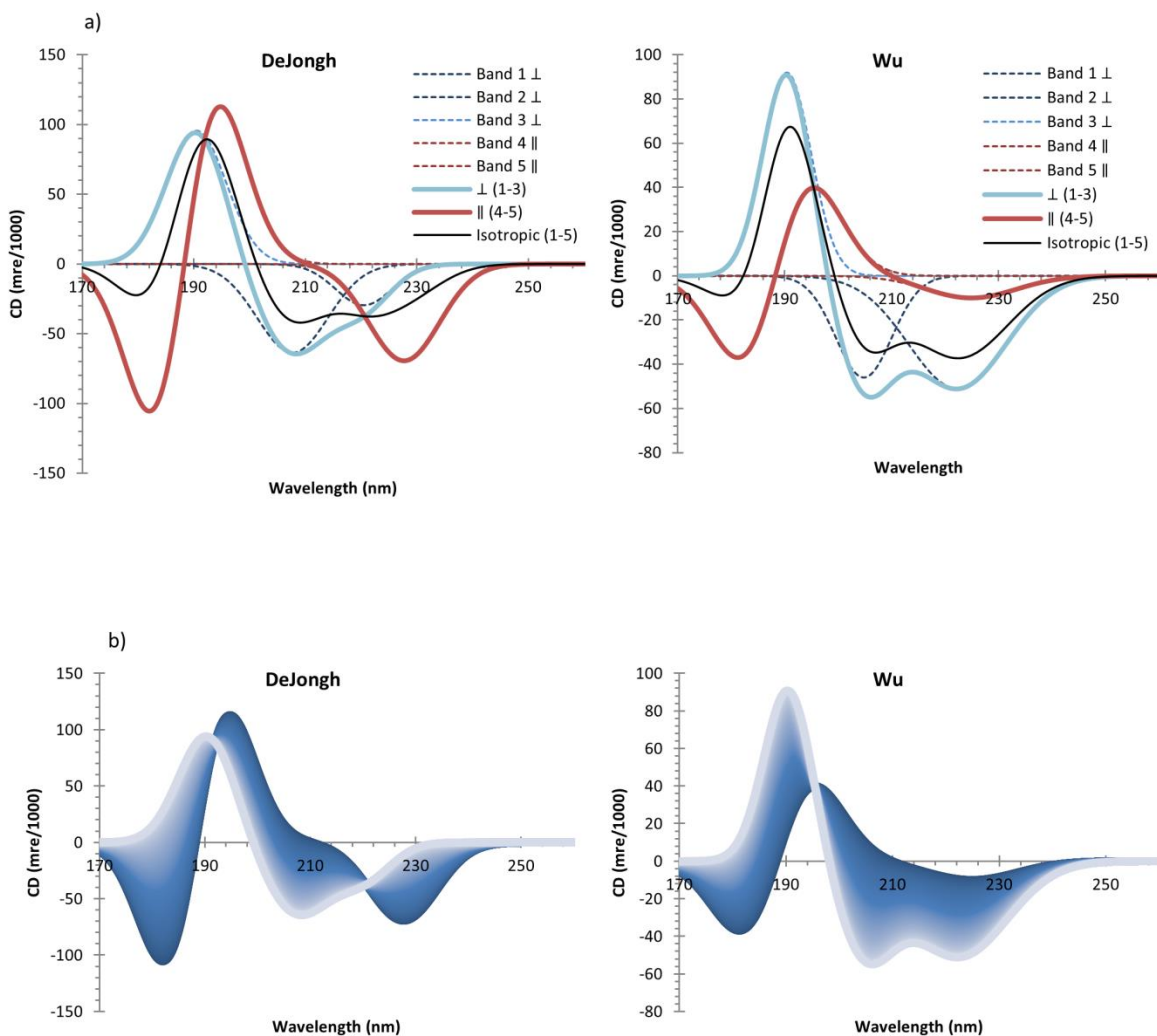 a)
DeJongh
150
100
50
0
-50
-100
-150
170
190
210
230
250
CD (mre/1000)
Wavelength (nm)
Band 1 ⊥
Band 2 ⊥
Band 3 ⊥
Band 4 ∥
Band 5 ∥
⊥ (1-3)
∥ (4-5)
Isotropic (1-5)
Wu
100
80
60
40
20
0
-20
-40
-60
-80
170
190
210
230
250
CD (mre/1000)
Wavelength
Band 1 ⊥
Band 2 ⊥
Band 3 ⊥
Band 4 ∥
Band 5 ∥
⊥ (1-3)
∥ (4-5)
Isotropic (1-5)
b)
DeJongh
150
100
50
0
-50
-100
-150
170
190
210
230
250
CD (mre/1000)
Wavelength (nm)
Wu
100
80
60
40
20
0
-20
-40
-60
-80
170
190
210
230
250
CD (mre/1000)
Wavelength (nm)